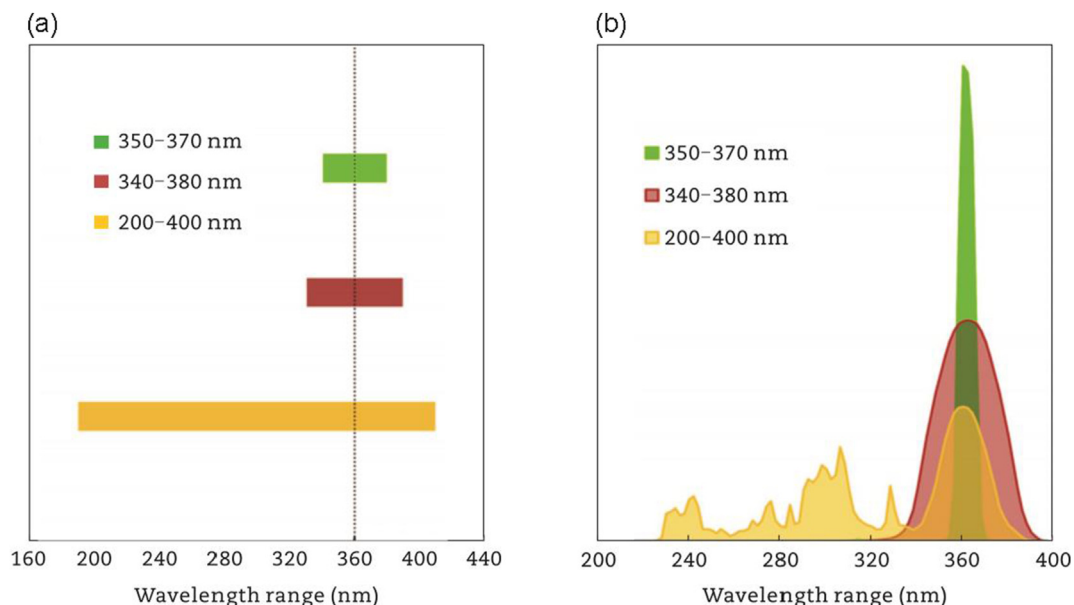 (a)
350–370 nm
340–380 nm
200–400 nm
160 200 240 280 320 360 400 440
Wavelength range (nm)
(b)
350–370 nm
340–380 nm
200–400 nm
200 240 280 320 360 400
Wavelength range (nm)